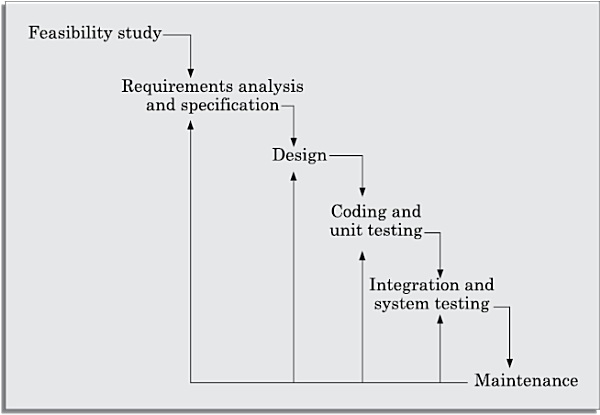 Feasibility study
Requirements analysis
and specification
Design
Coding and
unit testing
Integration and
system testing
Maintenance